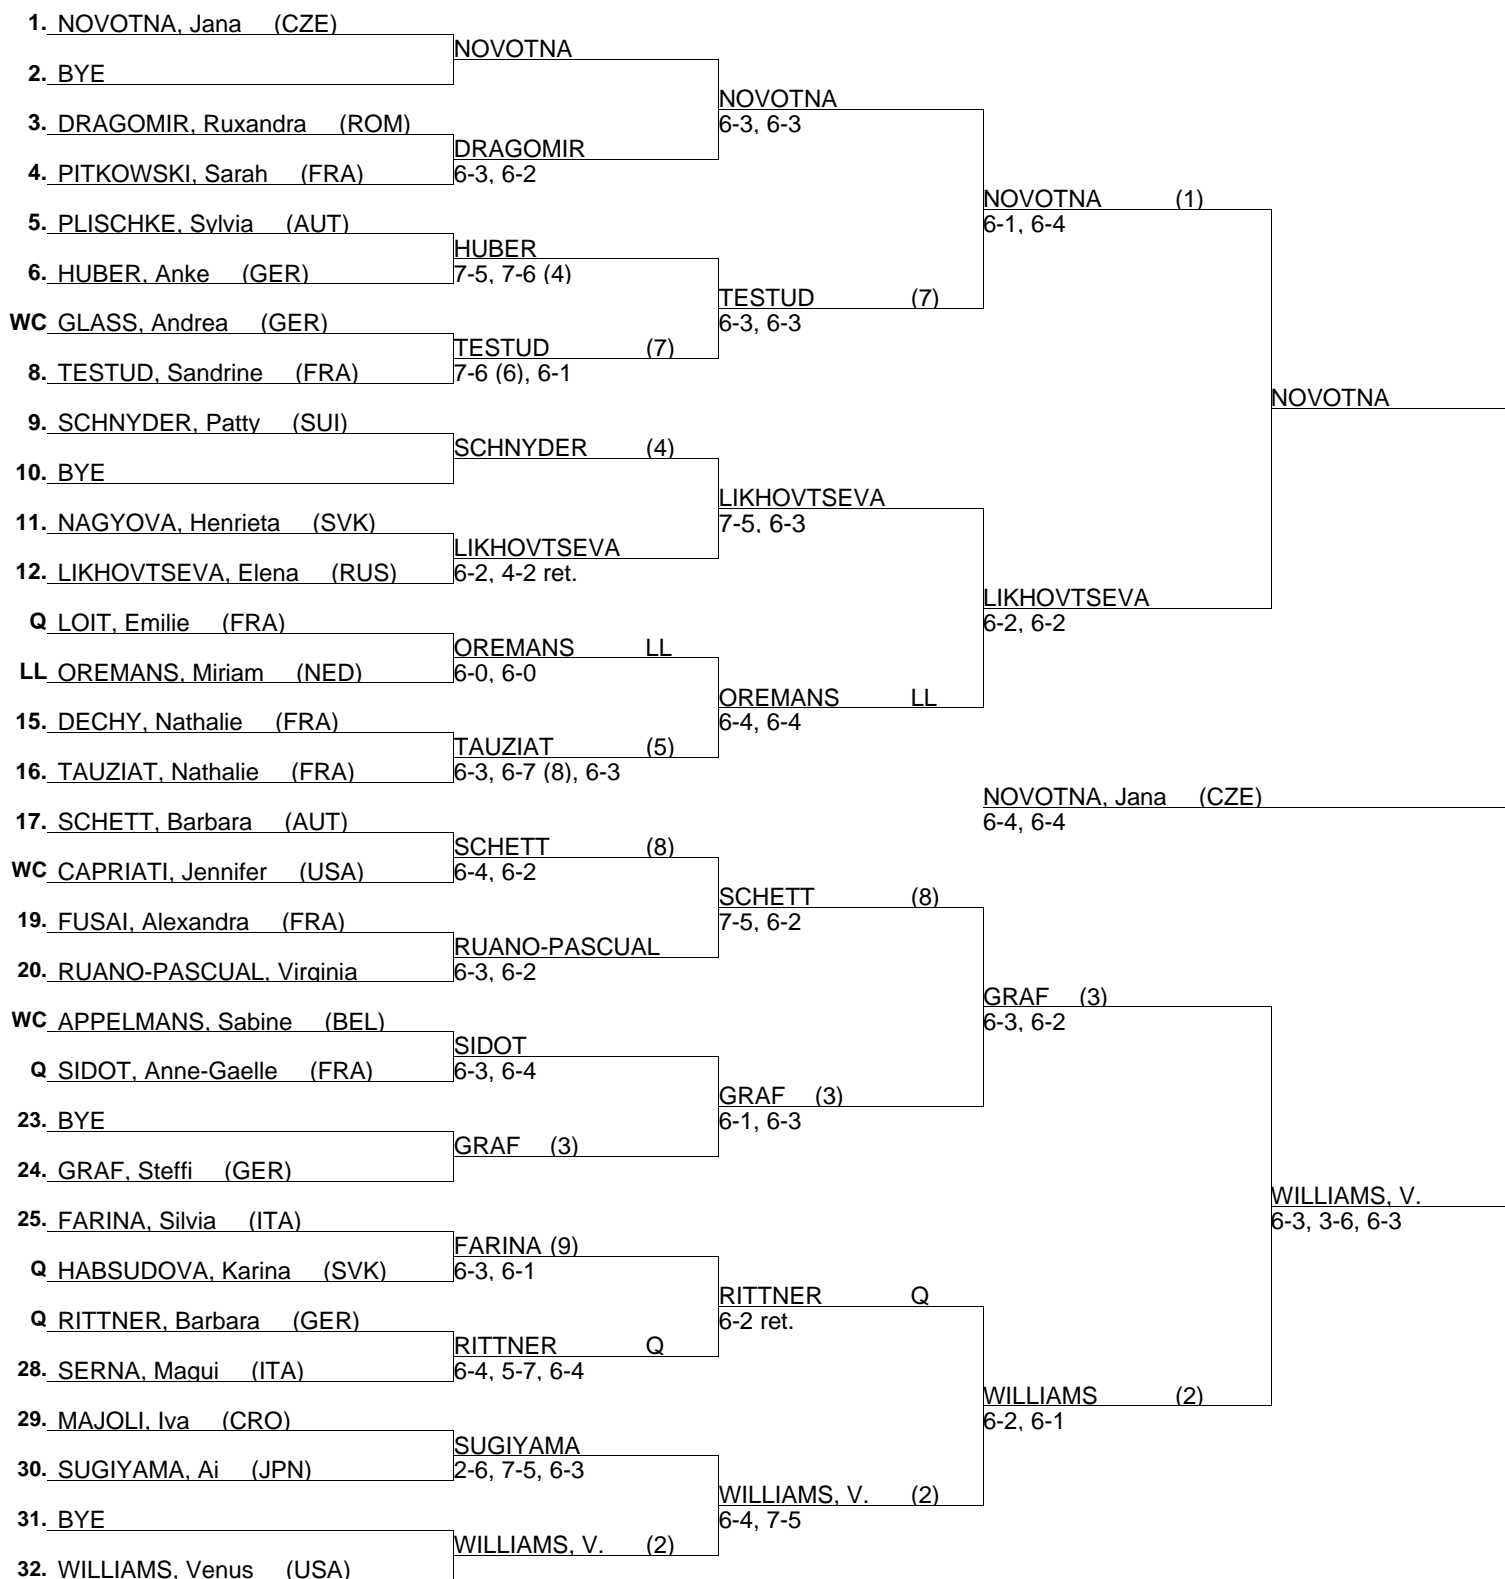 1. NOVOTNA, Jana (CZE)
NOVOTNA
2. BYE
NOVOTNA
6-3, 6-3
3. DRAGOMIR, Ruxandra (ROM)
DRAGOMIR
6-3, 6-2
4. PITKOWSKI, Sarah (FRA)
NOVOTNA (1)
6-1, 6-4
5. PLISCHKE, Sylvia (AUT)
HUBER
7-5, 7-6 (4)
6. HUBER, Anke (GER)
TESTUD (7)
6-3, 6-3
WC GLASS, Andrea (GER)
TESTUD (7)
7-6 (6), 6-1
8. TESTUD, Sandrine (FRA)
NOVOTNA
9. SCHNYDER, Patty (SUI)
SCHNYDER (4)
10. BYE
LIKHOVTSEVA
7-5, 6-3
11. NAGYOVA, Henrieta (SVK)
LIKHOVTSEVA
6-2, 4-2 ret.
12. LIKHOVTSEVA, Elena (RUS)
LIKHOVTSEVA
6-2, 6-2
Q LOIT, Emilie (FRA)
OREMANS LL
6-0, 6-0
LL OREMANS, Miriam (NED)
OREMANS LL
6-4, 6-4
15. DECHY, Nathalie (FRA)
TAUZIAT (5)
6-3, 6-7 (8), 6-3
16. TAUZIAT, Nathalie (FRA)
NOVOTNA, Jana (CZE)
6-4, 6-4
17. SCHETT, Barbara (AUT)
SCHETT (8)
6-4, 6-2
WC CAPRIATI, Jennifer (USA)
SCHETT (8)
7-5, 6-2
19. FUSAI, Alexandra (FRA)
RUANO-PASCUAL
6-3, 6-2
20. RUANO-PASCUAL, Virginia
GRAF (3)
6-3, 6-2
WC APPELMANS, Sabine (BEL)
SIDOT
6-3, 6-4
Q SIDOT, Anne-Gaelle (FRA)
GRAF (3)
6-1, 6-3
23. BYE
GRAF (3)
24. GRAF, Steffi (GER)
WILLIAMS, V.
6-3, 3-6, 6-3
25. FARINA, Silvia (ITA)
FARINA (9)
6-3, 6-1
Q HABSUDOVA, Karina (SVK)
RITTNER Q
6-2 ret.
Q RITTNER, Barbara (GER)
RITTNER Q
6-4, 5-7, 6-4
28. SERNA, Magui (ITA)
WILLIAMS (2)
6-2, 6-1
29. MAJOLI, Iva (CRO)
SUGIYAMA
2-6, 7-5, 6-3
30. SUGIYAMA, Ai (JPN)
WILLIAMS, V. (2)
6-4, 7-5
31. BYE
WILLIAMS, V. (2)
32. WILLIAMS, Venus (USA)